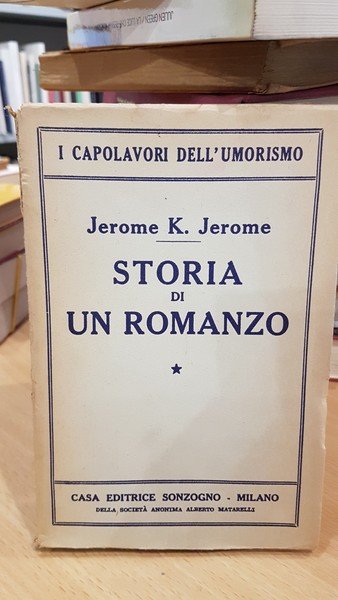 I CAPOLAVORI DELL'UMORISMO
Jerome K. Jerome
STORIA
DI
UN ROMANZO
CASA EDITRICE SONZOGNO - MILANO
DELLA SOCIETÀ ANONIMA ALBERTO MATARELLI